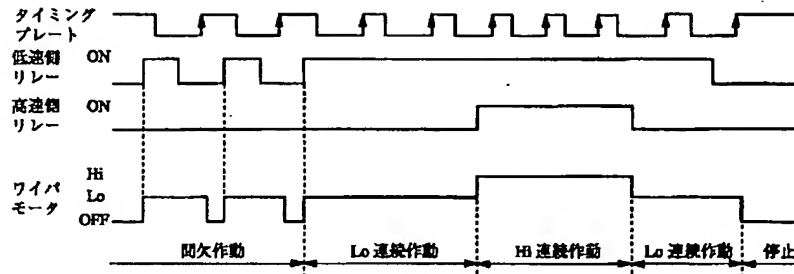 タイミング
プレート
低速側 ON
リレー
高速側 ON
リレー
Hi
ワイパ Lo
モータ
OFF
間欠作動 Lo 連続作動 Hi 連続作動 Lo 連続作動 停止